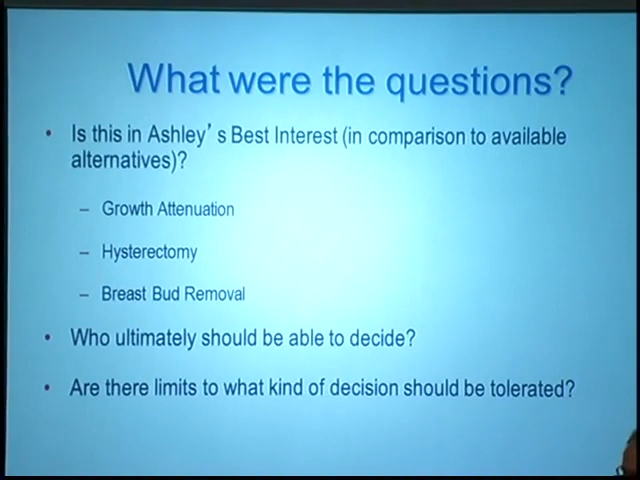 What were the questions?
• Is this in Ashley's Best Interest (in comparison to available
alternatives)?
– Growth Attenuation
– Hysterectomy
– Breast Bud Removal
• Who ultimately should be able to decide?
• Are there limits to what kind of decision should be tolerated?